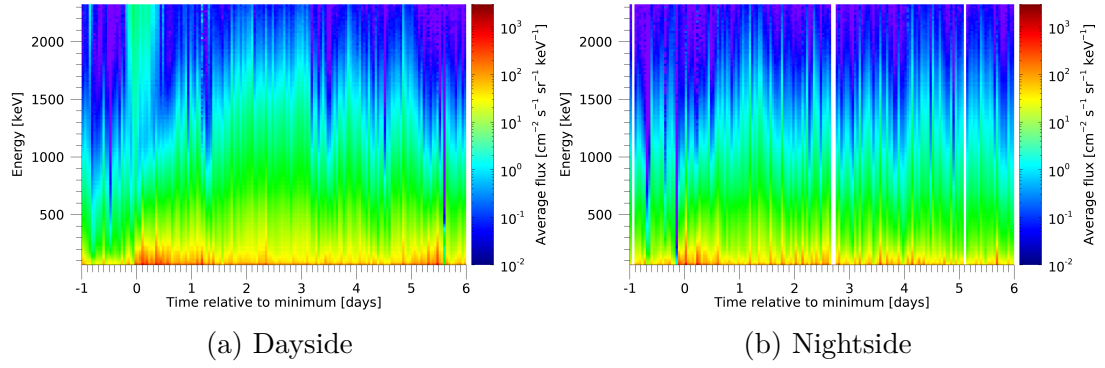 Energy [keV]
2000
1500
1000
500
-1 0 1 2 3 4 5 6
Time relative to minimum [days]
10³
10²
10¹
10⁰
10⁻¹
10⁻²
Average flux [cm⁻² s⁻¹ sr⁻¹ keV⁻¹]
(a) Dayside
Energy [keV]
2000
1500
1000
500
-1 0 1 2 3 4 5 6
Time relative to minimum [days]
10³
10²
10¹
10⁰
10⁻¹
10⁻²
Average flux [cm⁻² s⁻¹ sr⁻¹ keV⁻¹]
(b) Nightside